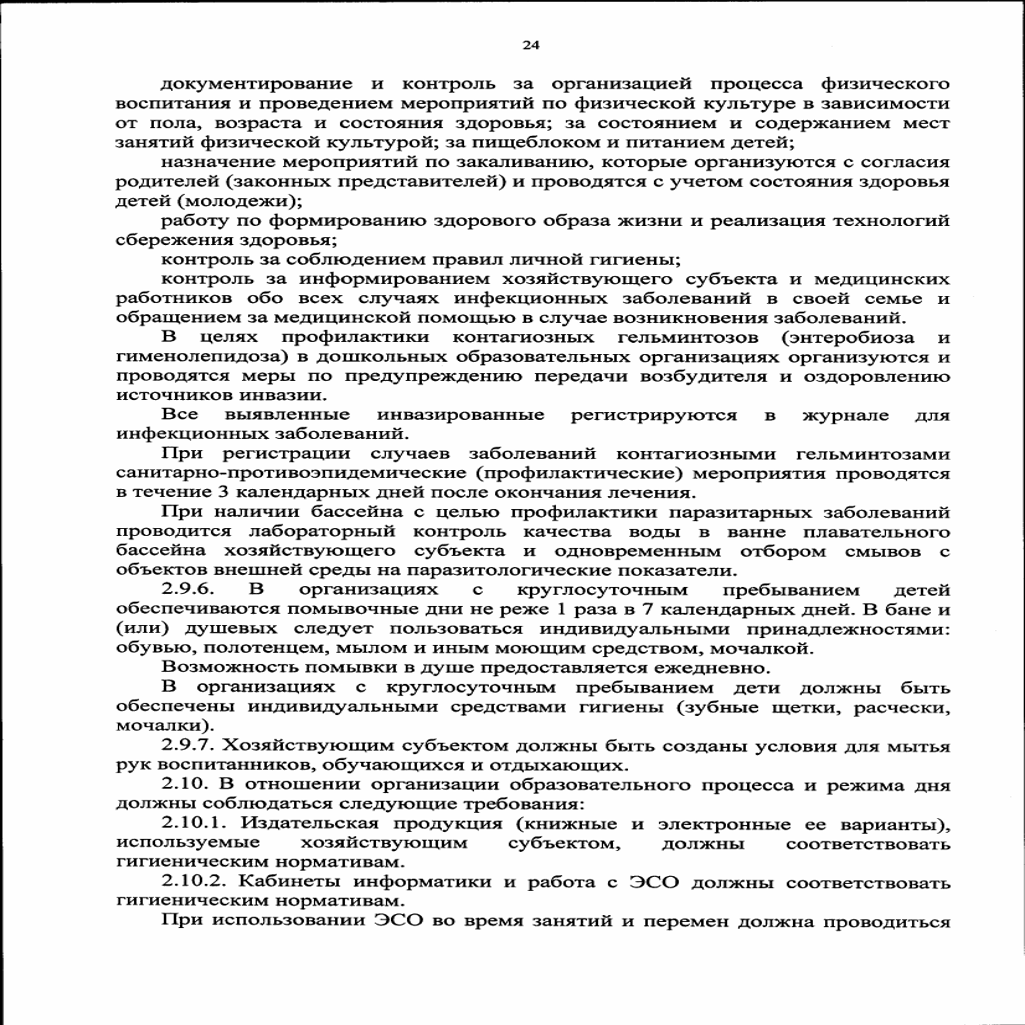 24
документирование и контроль за организацией процесса физического
воспитания и проведением мероприятий по физической культуре в зависимости
от пола, возраста и состояния здоровья; за состоянием и содержанием мест
занятий физической культурой; за пищеблоком и питанием детей;
назначение мероприятий по закаливанию, которые организуются с согласия
родителей (законных представителей) и проводятся с учетом состояния здоровья
детей (молодежи);
работу по формированию здорового образа жизни и реализация технологий
сбережения здоровья;
контроль за соблюдением правил личной гигиены;
контроль за информированием хозяйствующего субъекта и медицинских
работников обо всех случаях инфекционных заболеваний в своей семье и
обращением за медицинской помощью в случае возникновения заболеваний.
В целях профилактики контагиозных гельминтозов (энтеробиоза и
гименолепидоза) в дошкольных образовательных организациях организуются и
проводятся меры по предупреждению передачи возбудителя и оздоровлению
источников инвазии.
Все выявленные инвазированные регистрируются в журнале для
инфекционных заболеваний.
При регистрации случаев заболеваний контагиозными гельминтозами
санитарно-противоэпидемические (профилактические) мероприятия проводятся
в течение 3 календарных дней после окончания лечения.
При наличии бассейна с целью профилактики паразитарных заболеваний
проводится лабораторный контроль качества воды в ванне плавательного
бассейна хозяйствующего субъекта и одновременным отбором смывов с
объектов внешней среды на паразитологические показатели.
2.9.6. В организациях с круглосуточным пребыванием детей
обеспечиваются помывочные дни не реже 1 раза в 7 календарных дней. В бане и
(или) душевых следует пользоваться индивидуальными принадлежностями:
обувью, полотенцем, мылом и иным моющим средством, мочалкой.
Возможность помывки в душе предоставляется ежедневно.
В организациях с круглосуточным пребыванием дети должны быть
обеспечены индивидуальными средствами гигиены (зубные щетки, расчески,
мочалки).
2.9.7. Хозяйствующим субъектом должны быть созданы условия для мытья
рук воспитанников, обучающихся и отдыхающих.
2.10. В отношении организации образовательного процесса и режима дня
должны соблюдаться следующие требования:
2.10.1. Издательская продукция (книжные и электронные ее варианты),
используемые хозяйствующим субъектом, должны соответствовать
гигиеническим нормативам.
2.10.2. Кабинеты информатики и работа с ЭСО должны соответствовать
гигиеническим нормативам.
При использовании ЭСО во время занятий и перемен должна проводиться